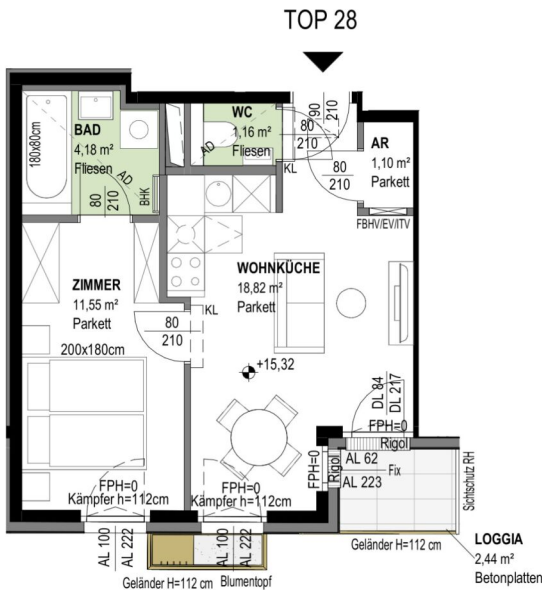 TOP 28
WC
1,16 m²
Fliesen
AD
80
210
90
210
KL
AR
1,10 m²
Parkett
80
210
FBHV/EV/ITV
BAD
4,18 m²
Fliesen
180x80cm
AD
80
210
BHK
ZIMMER
11,55 m²
Parkett
200x180cm
KL
80
210
WOHNKÜCHE
18,82 m²
Parkett
+15,32
DL 84
DL 217
FPH=0
Rigol
FPH=0
Rigol
AL 62
Fix
AL 223
Sichtschutz RH
FPH=0
Kämpfer h=112cm
FPH=0
Kämpfer h=112cm
AL 100
AL 222
AL 100
AL 222
Geländer H=112 cm
Blumentopf
Geländer H=112 cm
LOGGIA
2,44 m²
Betonplatten